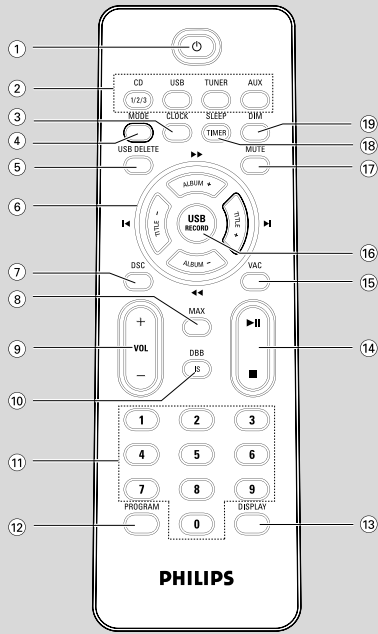 1
2
CD USB TUNER AUX
1/2/3
3
MODE CLOCK SLEEP DIM
19
TIMER
4
18
USB DELETE MUTE
5
17
ALBUM +
6
TITLE –
USB
RECORD
TITLE +
ALBUM –
16
7
DSC VAC
15
8
MAX
+
9
VOL
–
14
DBB
10
IS
1 2 3
4 5 6
11
7 8 9
PROGRAM DISPLAY
12
0
13
PHILIPS